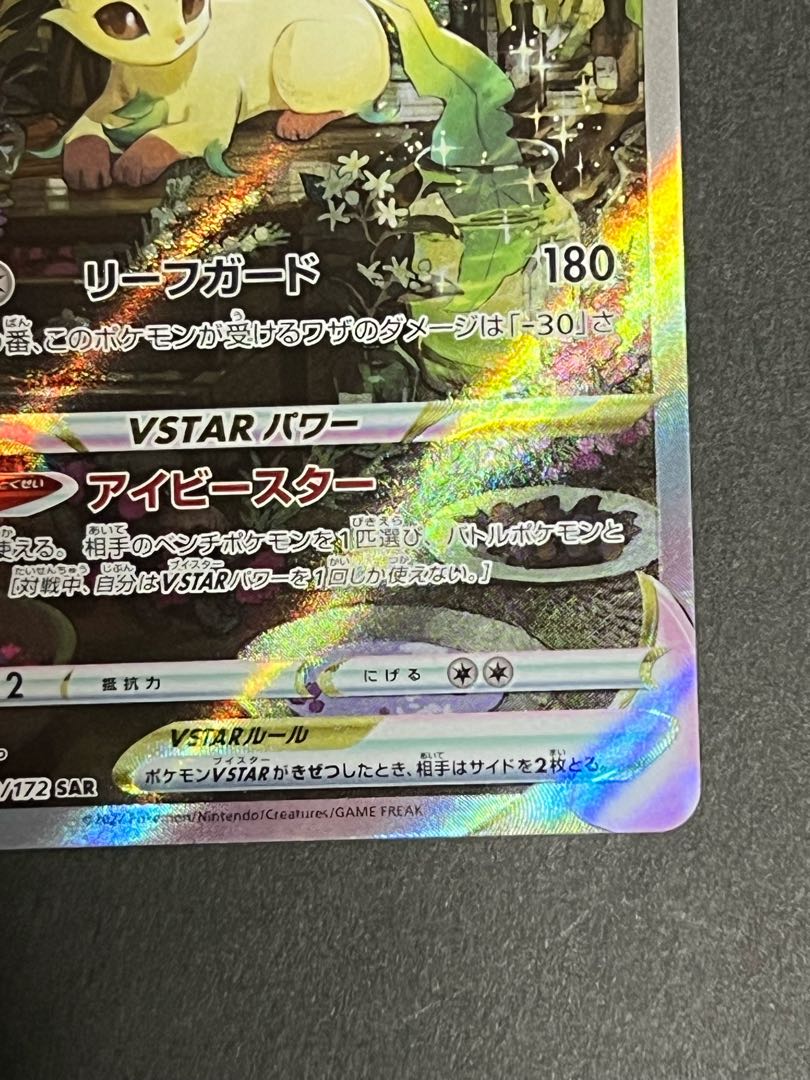 リーフガード 180
番、このポケモンが受けるワザのダメージは「-30」さ
VSTARパワー
アイビースター
使える。相手のベンチポケモンを1匹選び、バトルポケモンと
[対戦中、自分はVSTARパワーを1回しか使えない。]
2 抵抗力 にげる
VSTARルール
ポケモンVSTARがきぜつしたとき、相手はサイドを2枚とる。
/172 SAR
Pokémon/Nintendo/Creatures/GAME FREAK